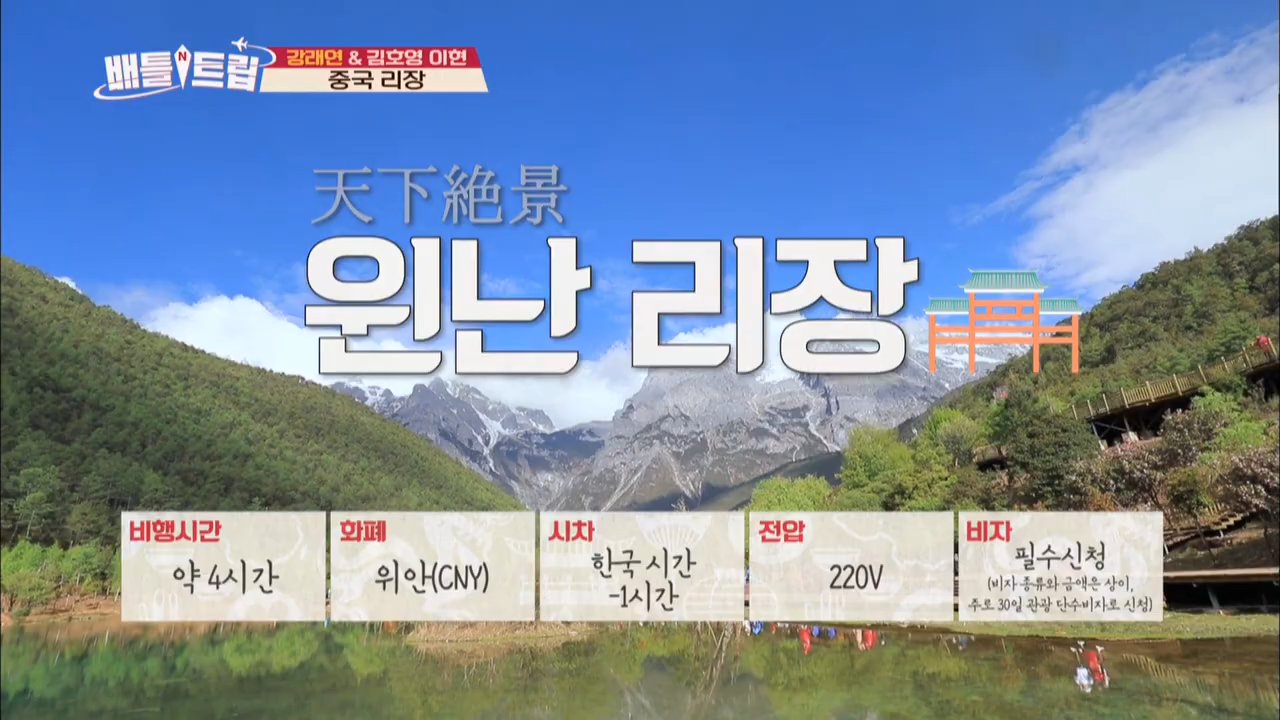 배틀트립
N
강래연 & 김호영 이현
중국 리장
天下絶景
윈난 리장
비행시간
약 4시간
화폐
위안(CNY)
시차
한국 시간
-1시간
전압
220V
비자
필수신청
(비자 종류와 금액은 상이,
주로 30일 관광 단수비자로 신청)